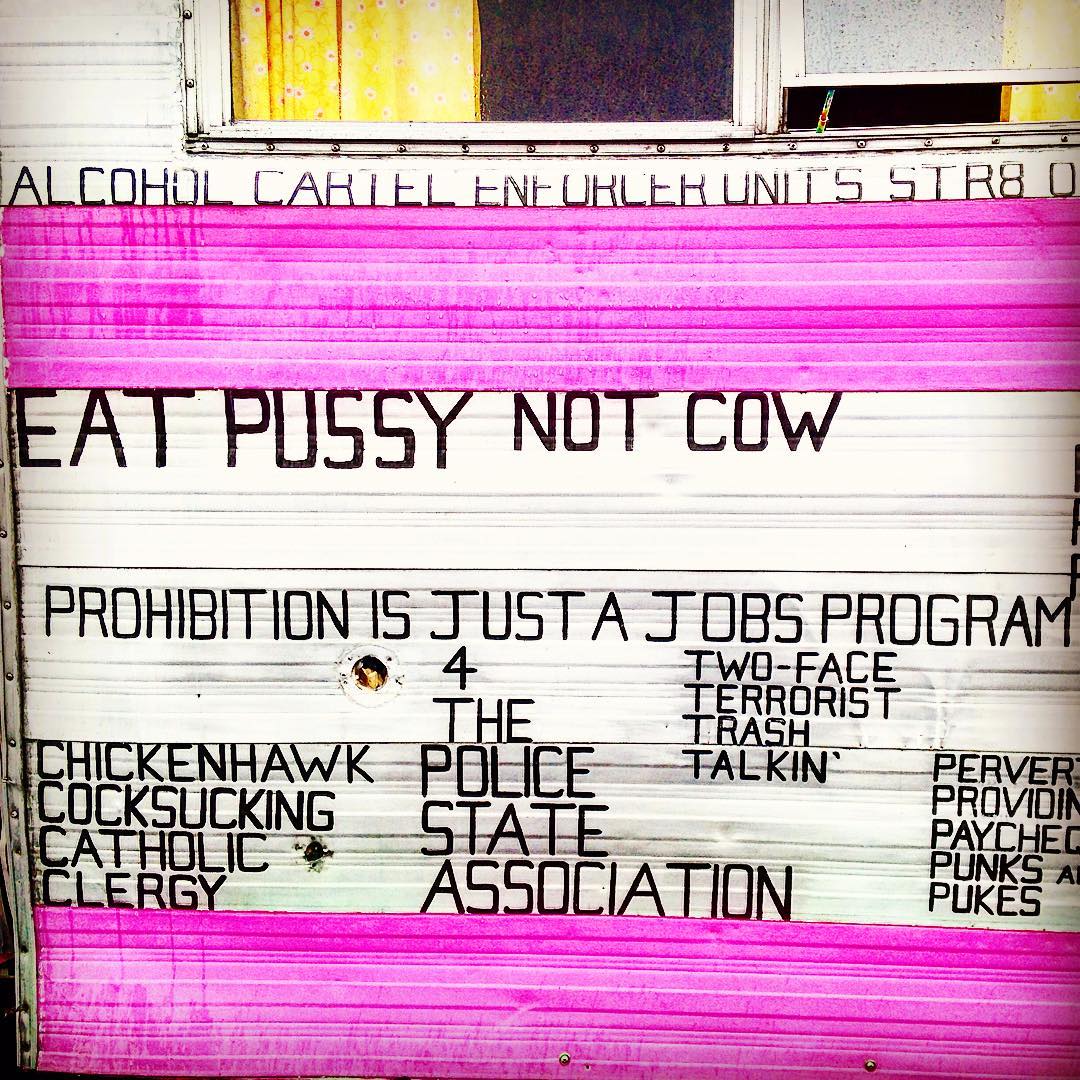 ALCOHOL CARTEL ENFORCER UNITS STR8
EAT PUSSY NOT COW
PROHIBITION IS JUST A JOBS PROGRAM
4
THE
POLICE
STATE
ASSOCIATION
TWO-FACE
TERRORIST
TRASH
TALKIN'
CHICKENHAWK
COCKSUCKING
CATHOLIC
CLERGY
PERVERT
PROVIDIN
PAYCHEC
PUNKS
PUKES